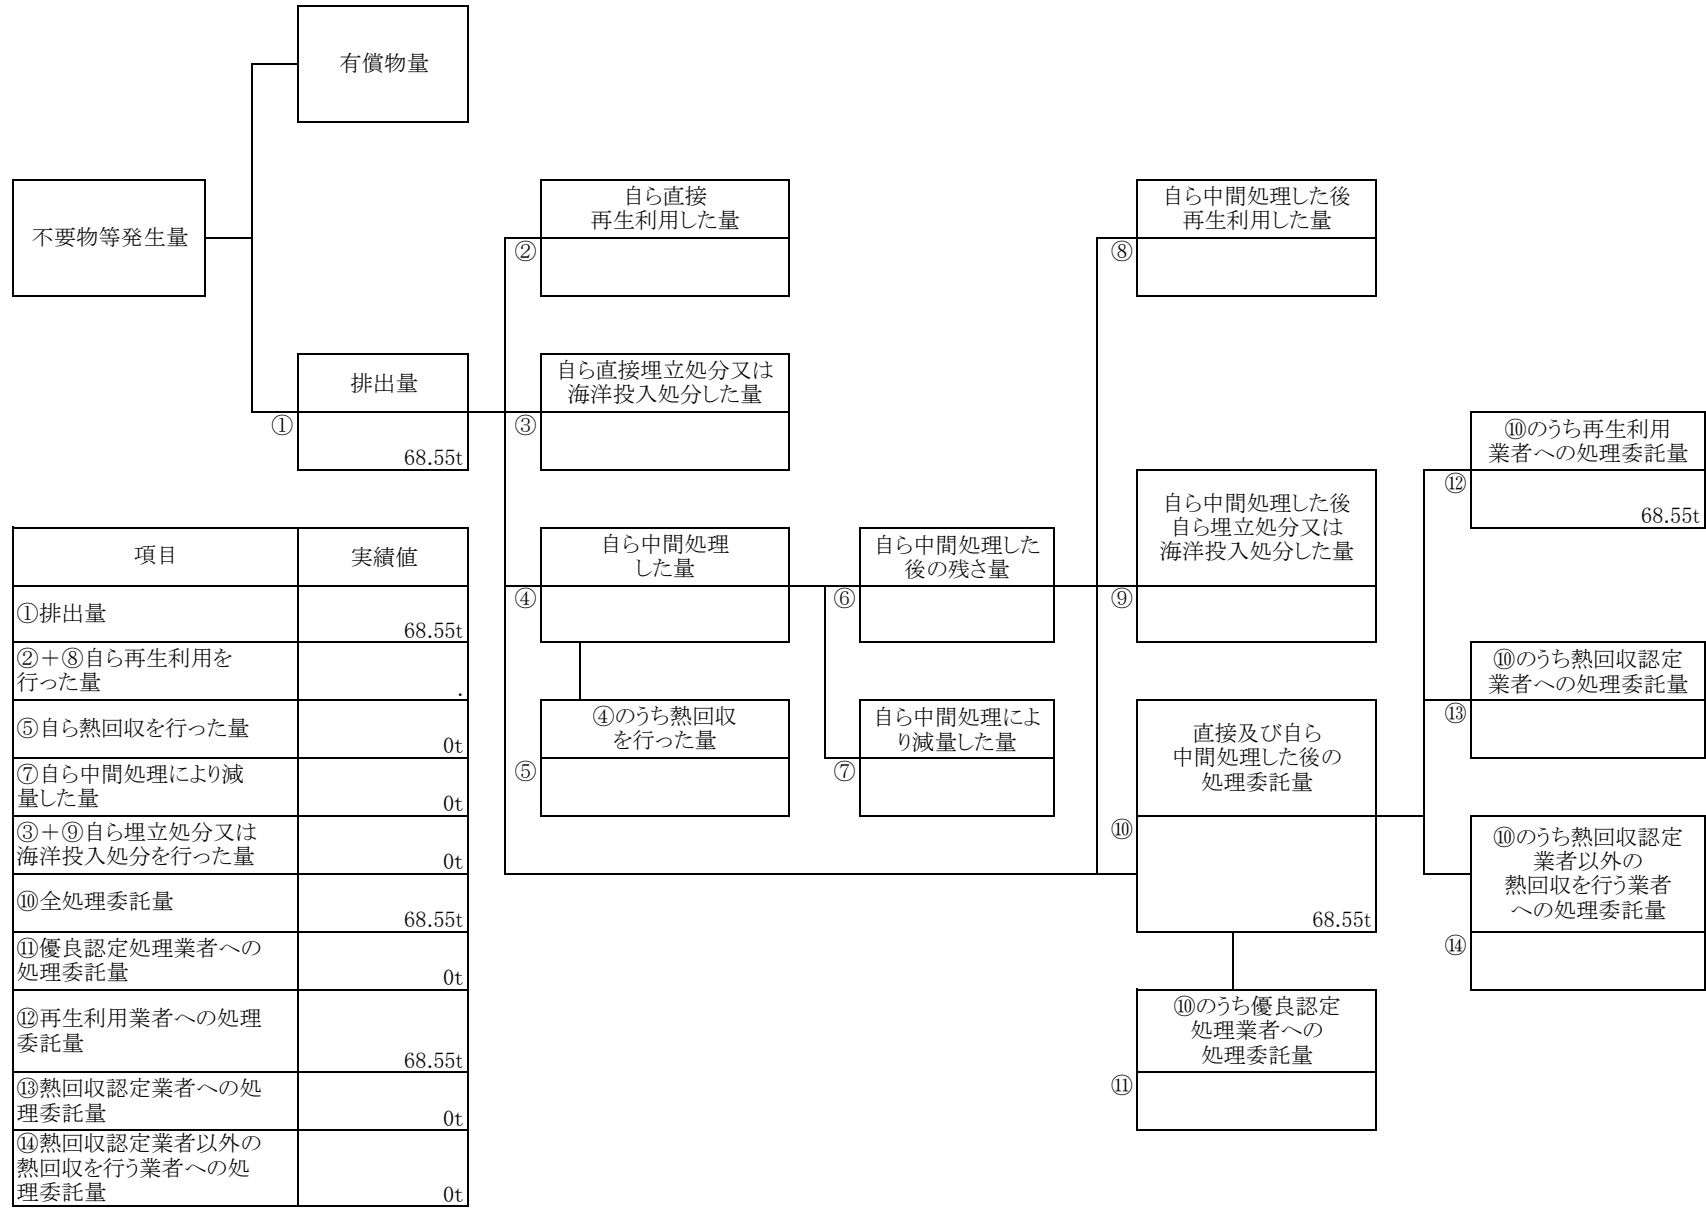 有償物量
不要物等発生量
自ら直接
再生利用した量
②
自ら中間処理した後
再生利用した量
⑧
排出量
①
68.55t
自ら直接埋立処分又は
海洋投入処分した量
③
⑩のうち再生利用
業者への処理委託量
⑫
68.55t
自ら中間処理
した量
④
自ら中間処理した
後の残さ量
⑥
自ら中間処理した後
自ら埋立処分又は
海洋投入処分した量
⑨
④のうち熱回収
を行った量
⑤
自ら中間処理によ
り減量した量
⑦
直接及び自ら
中間処理した後の
処理委託量
⑩
68.55t
⑩のうち熱回収認定
業者への処理委託量
⑬
⑩のうち熱回収認定
業者以外の
熱回収を行う業者
への処理委託量
⑭
⑩のうち優良認定
処理業者への
処理委託量
⑪
項目 実績値
①排出量
68.55t
②＋⑧自ら再生利用を
行った量
.
⑤自ら熱回収を行った量
0t
⑦自ら中間処理により減
量した量
0t
③＋⑨自ら埋立処分又は
海洋投入処分を行った量
0t
⑩全処理委託量
68.55t
⑪優良認定処理業者への
処理委託量
0t
⑫再生利用業者への処理
委託量
68.55t
⑬熱回収認定業者への処
理委託量
0t
⑭熱回収認定業者以外の
熱回収を行う業者への処
理委託量
0t